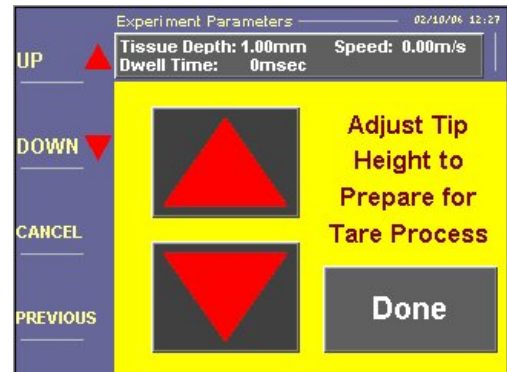 Experiment Parameters
02/10/06 12:27
Tissue Depth: 1.00mm Speed: 0.00m/s
Dwell Time: 0msec
UP
DOWN
CANCEL
PREVIOUS
Adjust Tip
Height to
Prepare for
Tare Process
Done